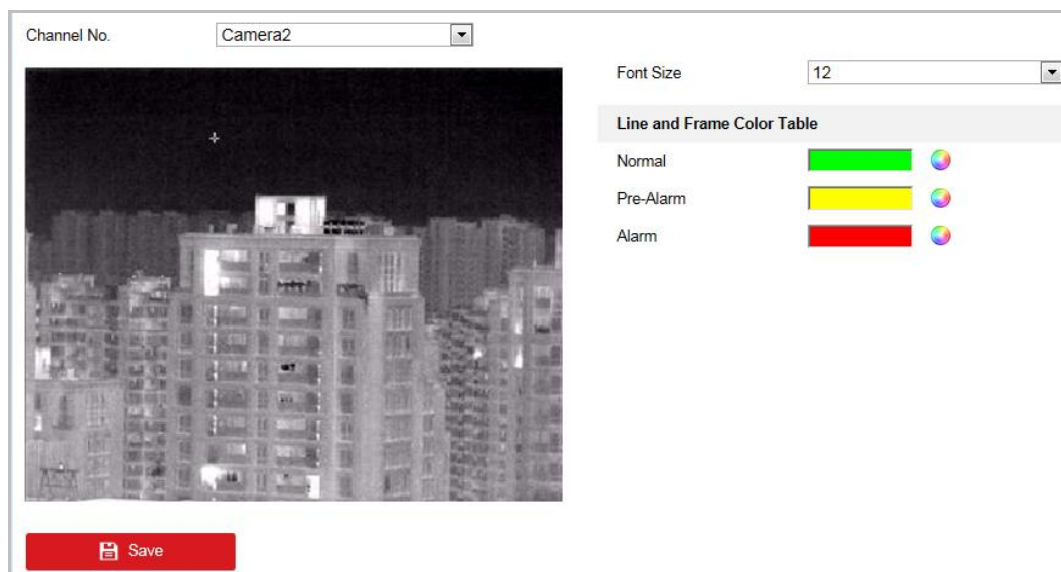 Channel No. Camera2
Font Size 12
Line and Frame Color Table
Normal
Pre-Alarm
Alarm
Save